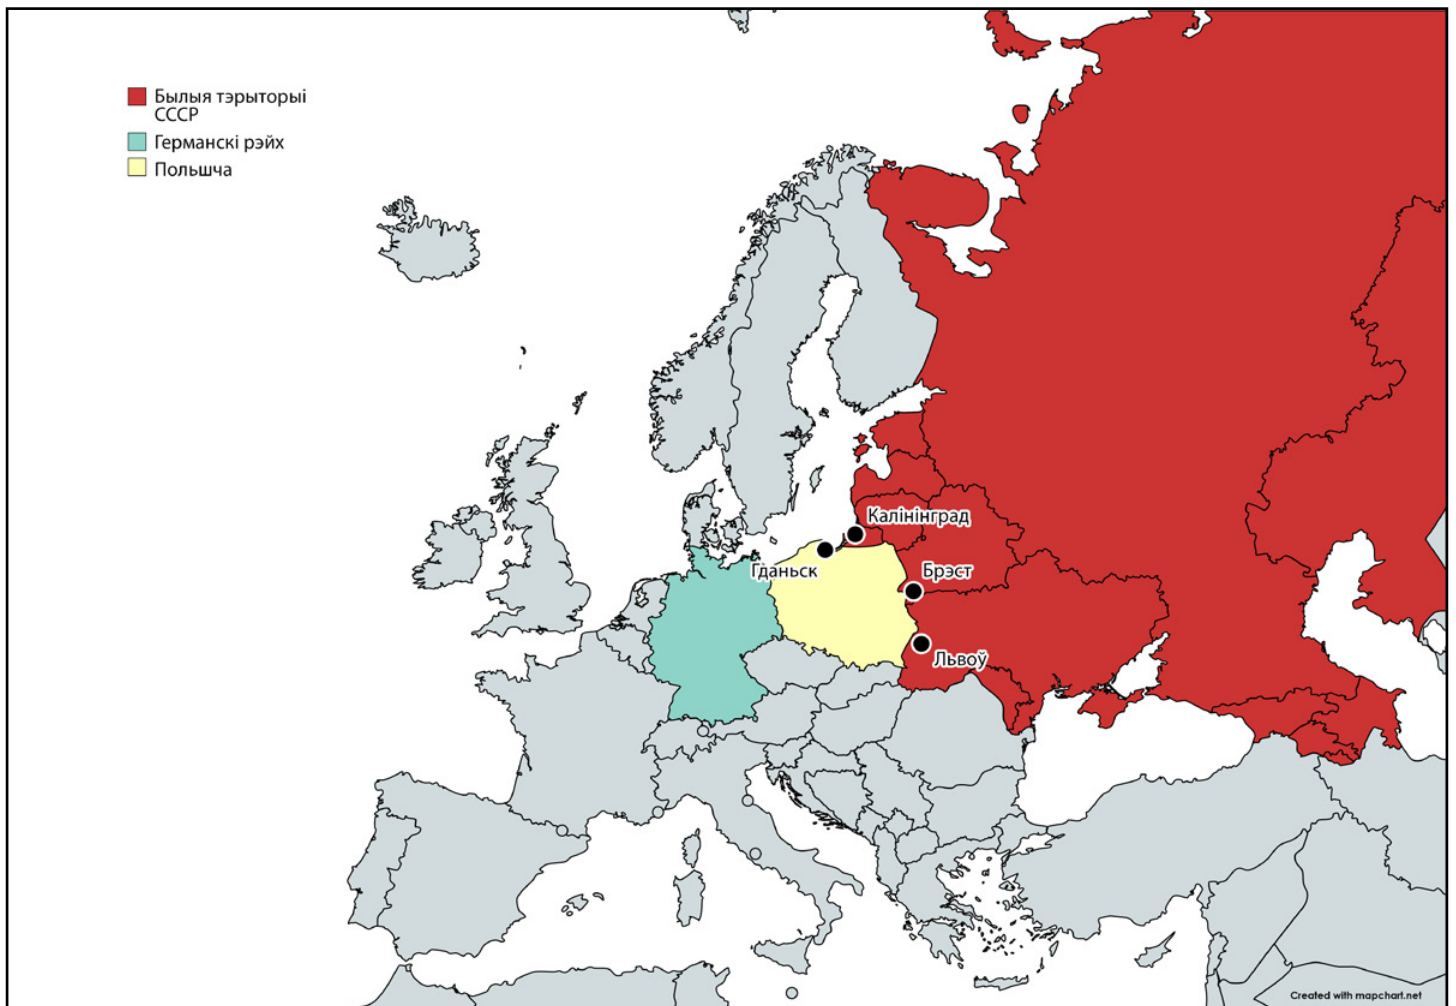 Былыя тэрыторыі
СССР
Германскі рэйх
Польшча
Калінінград
Гданьск
Брэст
Львоў
Created with mapchart.net